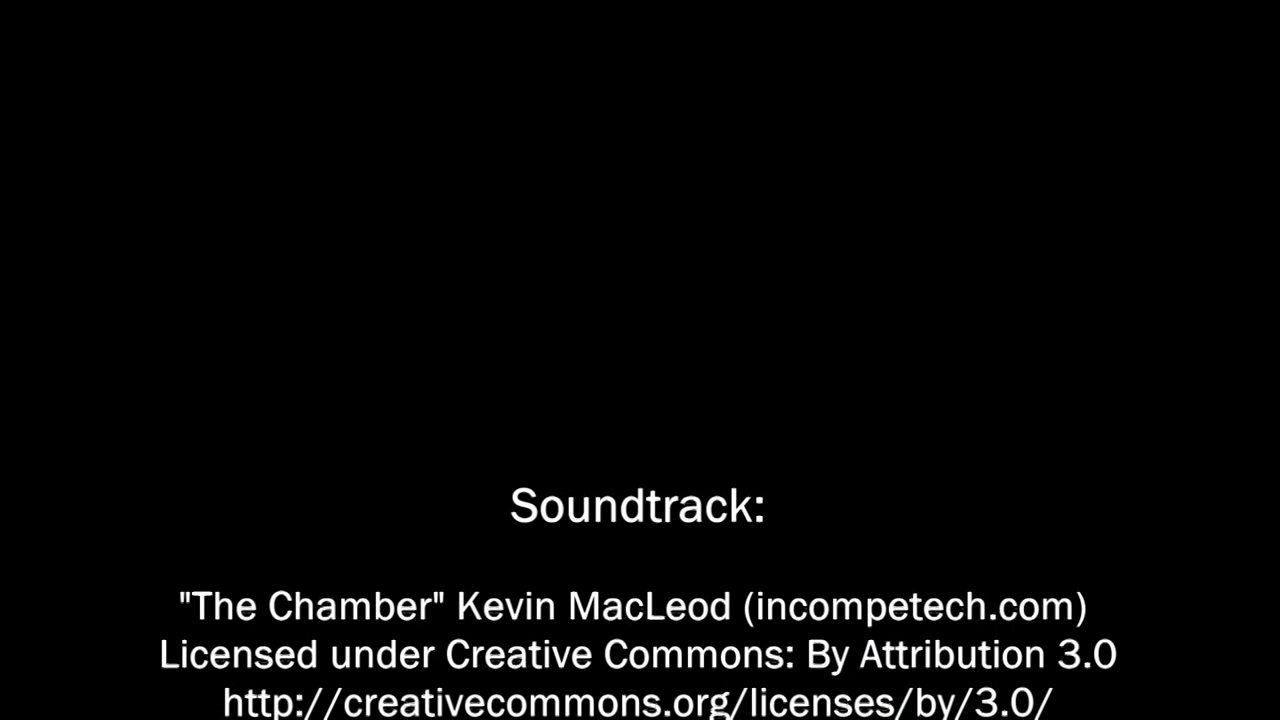 Soundtrack:
"The Chamber" Kevin MacLeod (incompetech.com)
Licensed under Creative Commons: By Attribution 3.0
http://creativecommons.org/licenses/by/3.0/